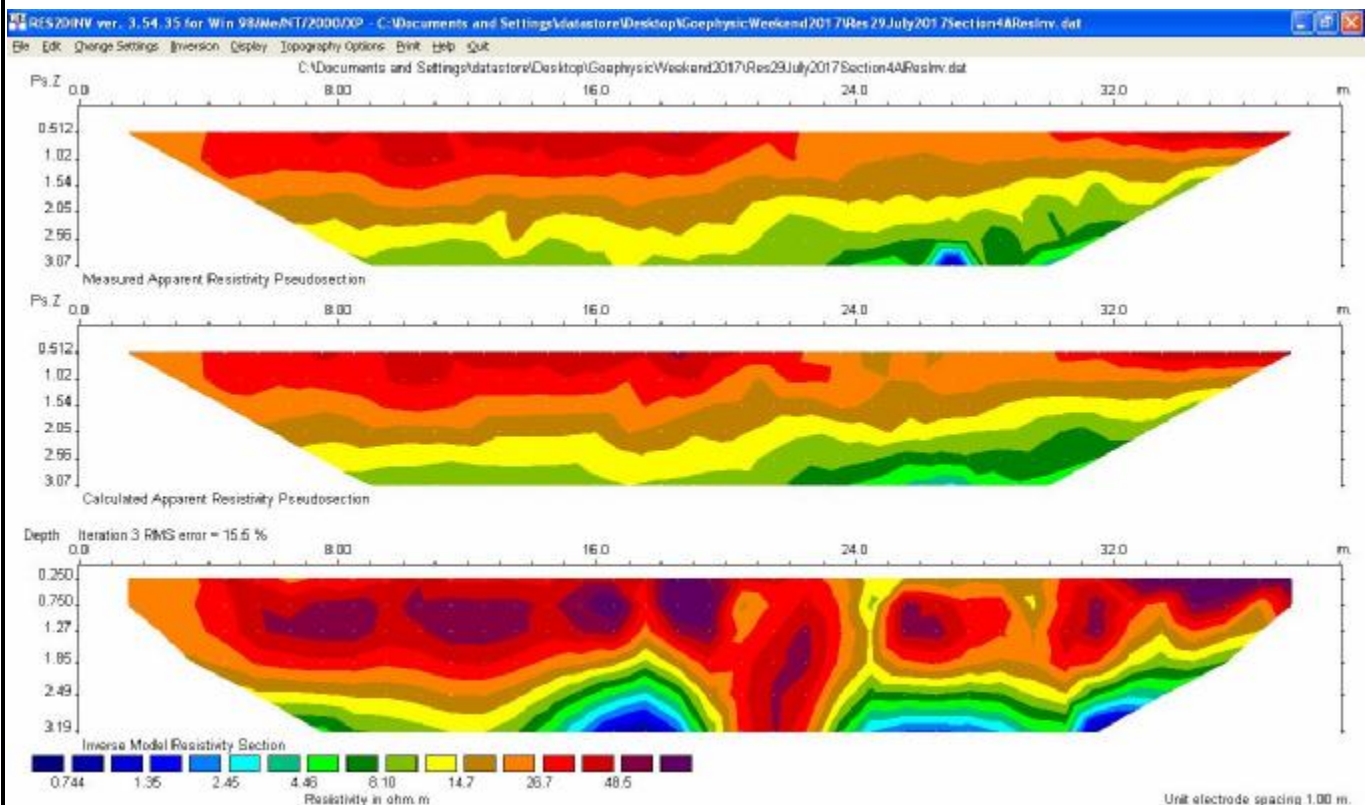 RES2DINV ver. 3.54.35 for Win 98/Me/NT/2000/XP - C:\Documents and Settings\datastore\Desktop\GoephysicWeekend2017\Res29July2017Section4AResInv.dat
File Edit Change Settings Inversion Display Topography Options Print Help Quit
C:\Documents and Settings\datastore\Desktop\GoephysicWeekend2017\Res29July2017Section4AResInv.dat
Ps.Z 0.0 8.00 16.0 24.0 32.0 m.
0.512
1.02
1.54
2.05
2.96
3.07
Measured Apparent Resistivity Pseudosection
Ps.Z 0.0 8.00 16.0 24.0 32.0 m.
0.512
1.02
1.54
2.05
2.96
3.07
Calculated Apparent Resistivity Pseudosection
Depth Iteration 3 RMS error = 15.5 %
0.0 8.00 16.0 24.0 32.0 m.
0.250
0.750
1.27
1.85
2.49
3.19
Inverse Model Resistivity Section
0.744 1.35 2.45 4.46 8.10 14.7 26.7 48.5
Resistivity in ohm.m
Unit electrode spacing 1.00 m.